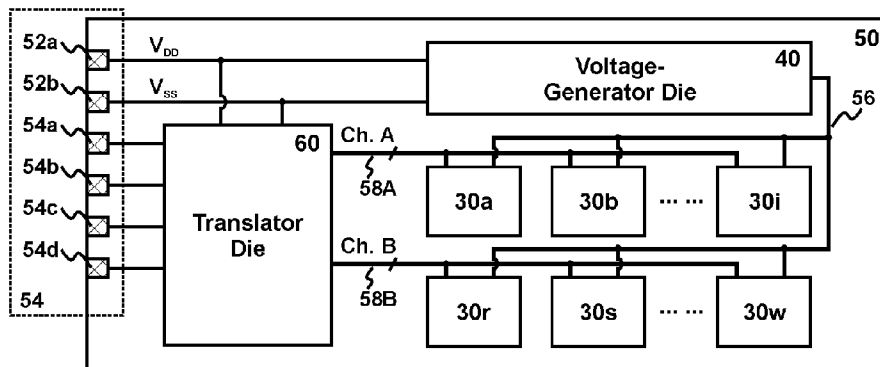 52a
52b
54a
54b
54c
54d
54
V_DD
V_SS
50
40
Voltage-
Generator Die
56
60
Translator
Die
Ch. A
58A
30a
30b
... ...
30i
Ch. B
58B
30r
30s
... ...
30w